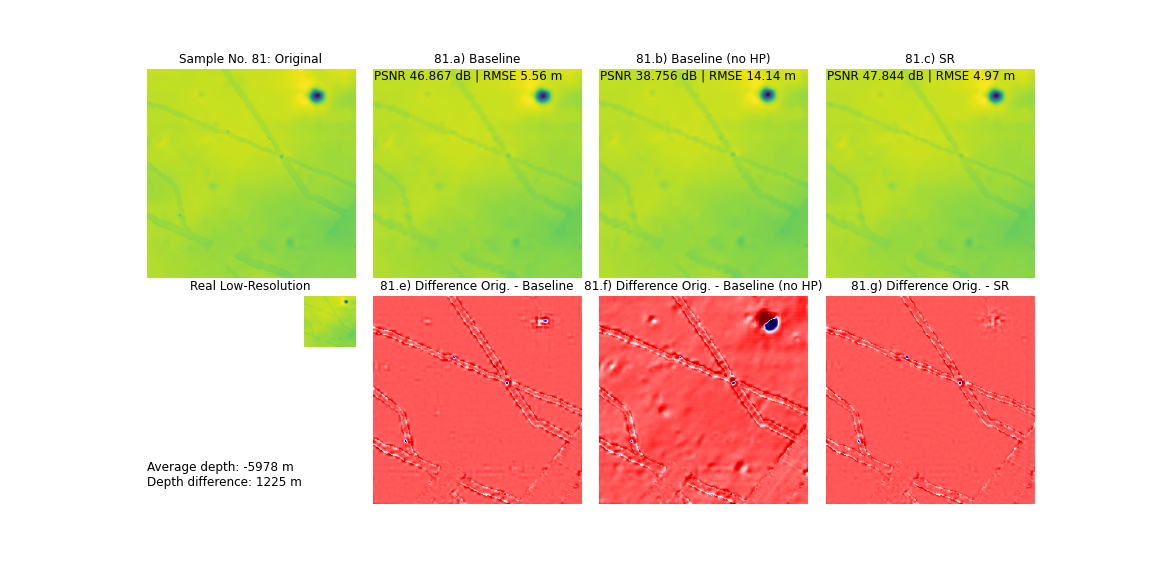 Sample No. 81: Original
81.a) Baseline
81.b) Baseline (no HP)
81.c) SR
PSNR 46.867 dB | RMSE 5.56 m
PSNR 38.756 dB | RMSE 14.14 m
PSNR 47.844 dB | RMSE 4.97 m
Real Low-Resolution
81.e) Difference Orig. - Baseline
81.f) Difference Orig. - Baseline (no HP)
81.g) Difference Orig. - SR
Average depth: -5978 m
Depth difference: 1225 m